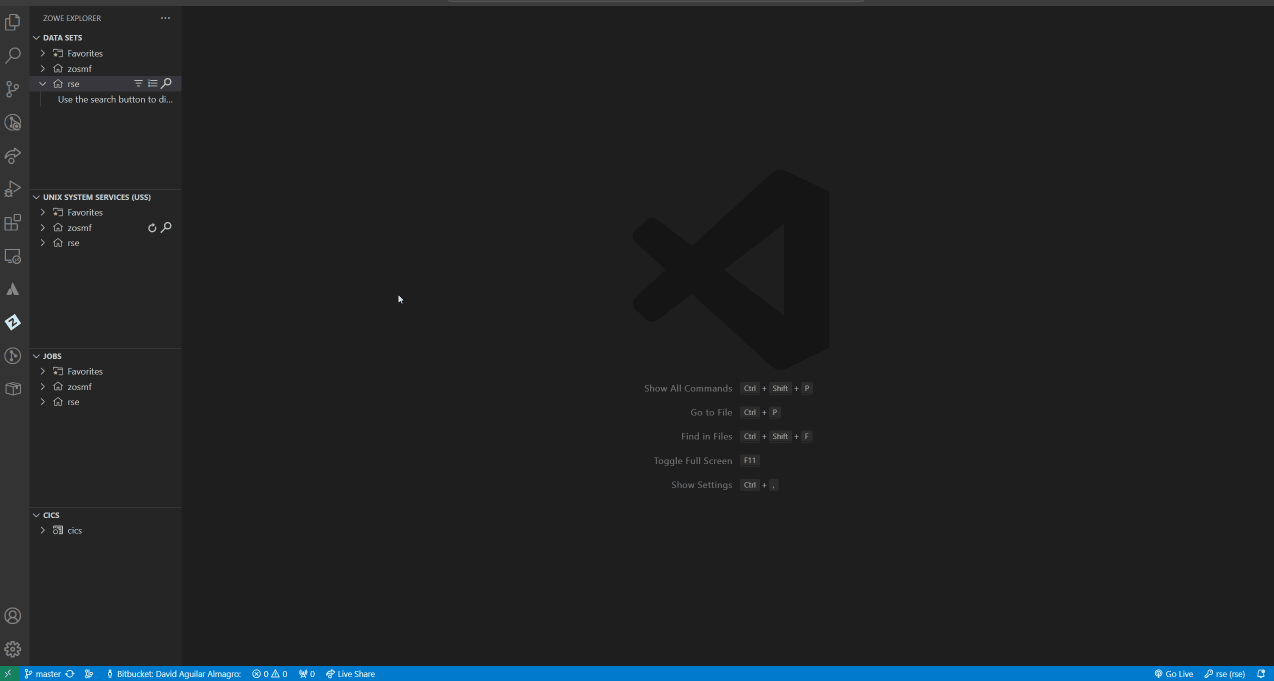 ZOWE EXPLORER
DATA SETS
Favorites
zosmf
rse
Use the search button to di...
UNIX SYSTEM SERVICES (USS)
Favorites
zosmf
rse
JOBS
Favorites
zosmf
rse
CICS
cics
Show All Commands Ctrl + Shift + P
Go to File Ctrl + P
Find in Files Ctrl + Shift + F
Toggle Full Screen F11
Show Settings Ctrl + ,
master Bitbucket: David Aguilar Almagro: 0 0 0 Live Share Go Live rse (rse)